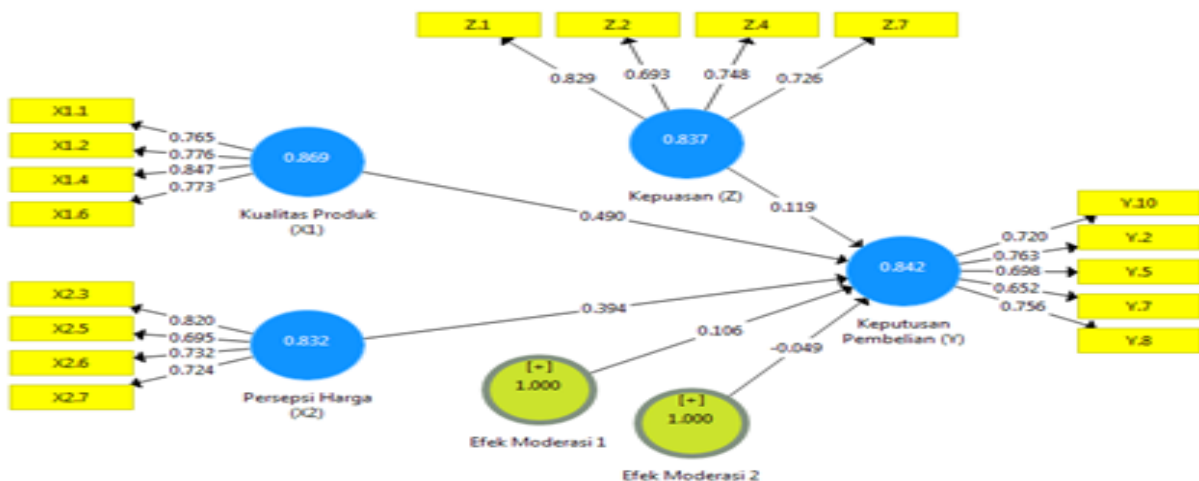 Z.1 Z.2 Z.4 Z.7
0.829 0.693 0.748 0.726
X1.1
X1.2
X1.4
X1.6
0.765
0.776
0.847
0.773
0.869
Kualitas Produk
(X1)
0.837
Kepuasan (Z)
0.490
0.119
X2.3
X2.5
X2.6
X2.7
0.820
0.695
0.732
0.724
0.832
Persepsi Harga
(X2)
0.394
0.106
-0.049
[+]
1.000
Efek Moderasi 1
[+]
1.000
Efek Moderasi 2
0.842
Keputusan
Pembelian (Y)
0.720
0.763
0.698
0.652
0.756
Y.10
Y.2
Y.5
Y.7
Y.8